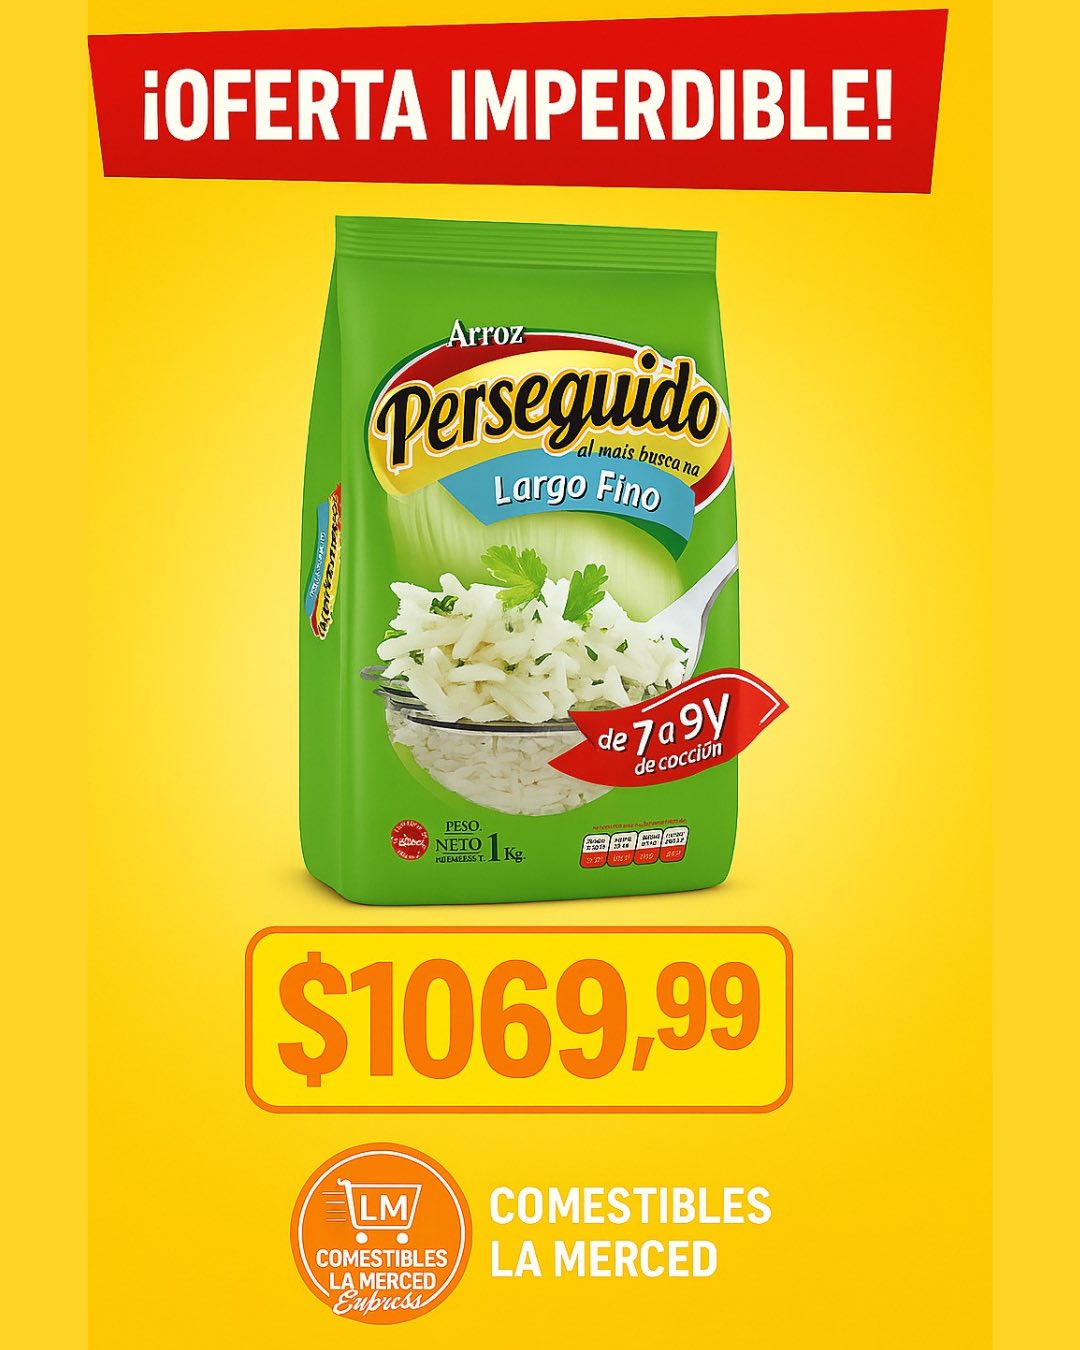 ¡OFERTA IMPERDIBLE!
Arroz
Perseguido
al mais busca na
Largo Fino
de 7 a 9y
de cocción
PESO.
NETO
1 Kg.
$1069,99
LM
COMESTIBLES
LA MERCED
COMESTIBLES
LA MERCED